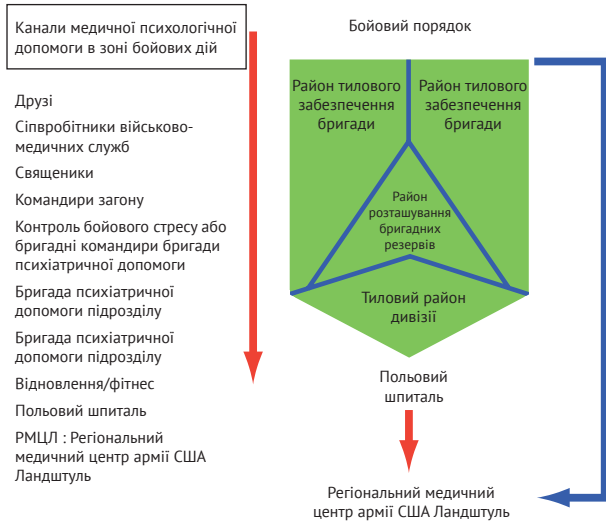 Канали медичної психологічної
допомоги в зоні бойових дій
Друзі
Сіпвробітники військово-
медичних служб
Священики
Командири загону
Контроль бойового стресу або
бригадні командири бригади
психіатричної допомоги
Бригада психіатричної
допомоги підрозділу
Бригада психіатричної
допомоги підрозділу
Відновлення/фітнес
Польовий шпиталь
РМЦЛ : Регіональний
медичний центр армії США
Ландштуль
Бойовий порядок
Район тилового
забезпечення
бригади
Район тилового
забезпечення
бригади
Район
розташування
бригадних
резервів
Тиловий район
дивізії
Польовий
шпиталь
Регіональний медичний
центр армії США Ландштуль